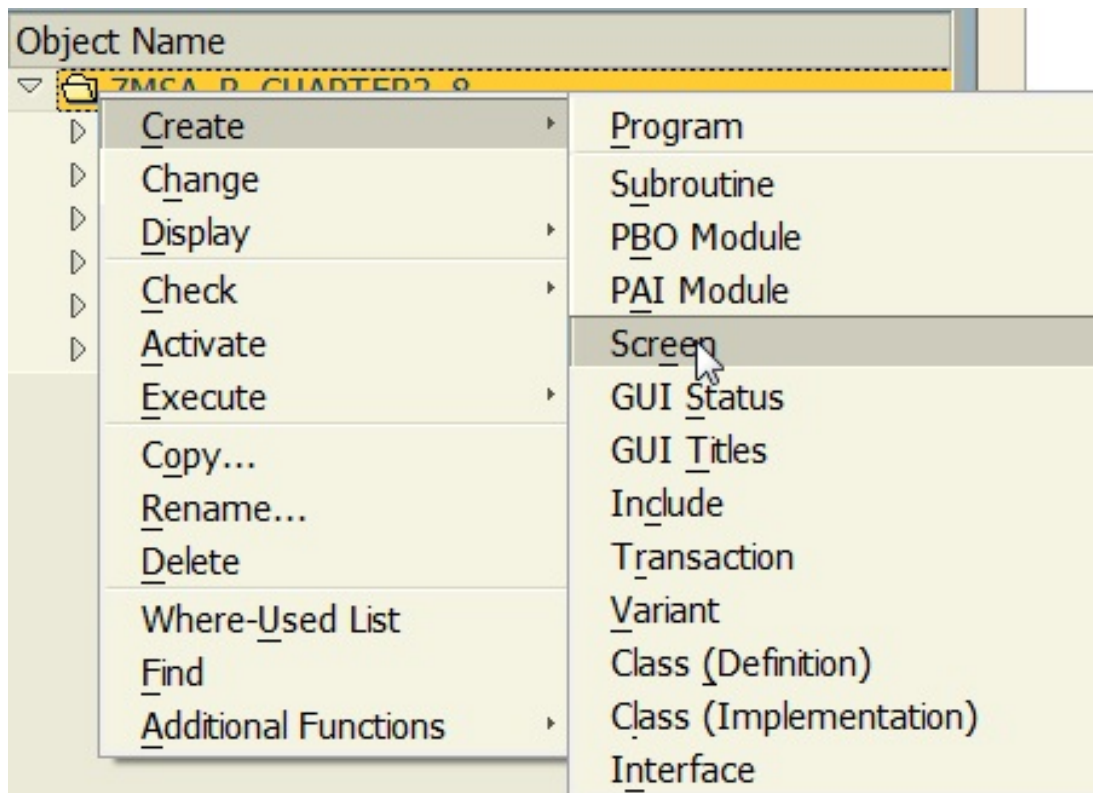 Object Name
ZMSA_R_CHAPTER2_8
Create
Change
Display
Check
Activate
Execute
Copy...
Rename...
Delete
Where-Used List
Find
Additional Functions
Program
Subroutine
PBO Module
PAI Module
Screen
GUI Status
GUI Titles
Include
Transaction
Variant
Class (Definition)
Class (Implementation)
Interface